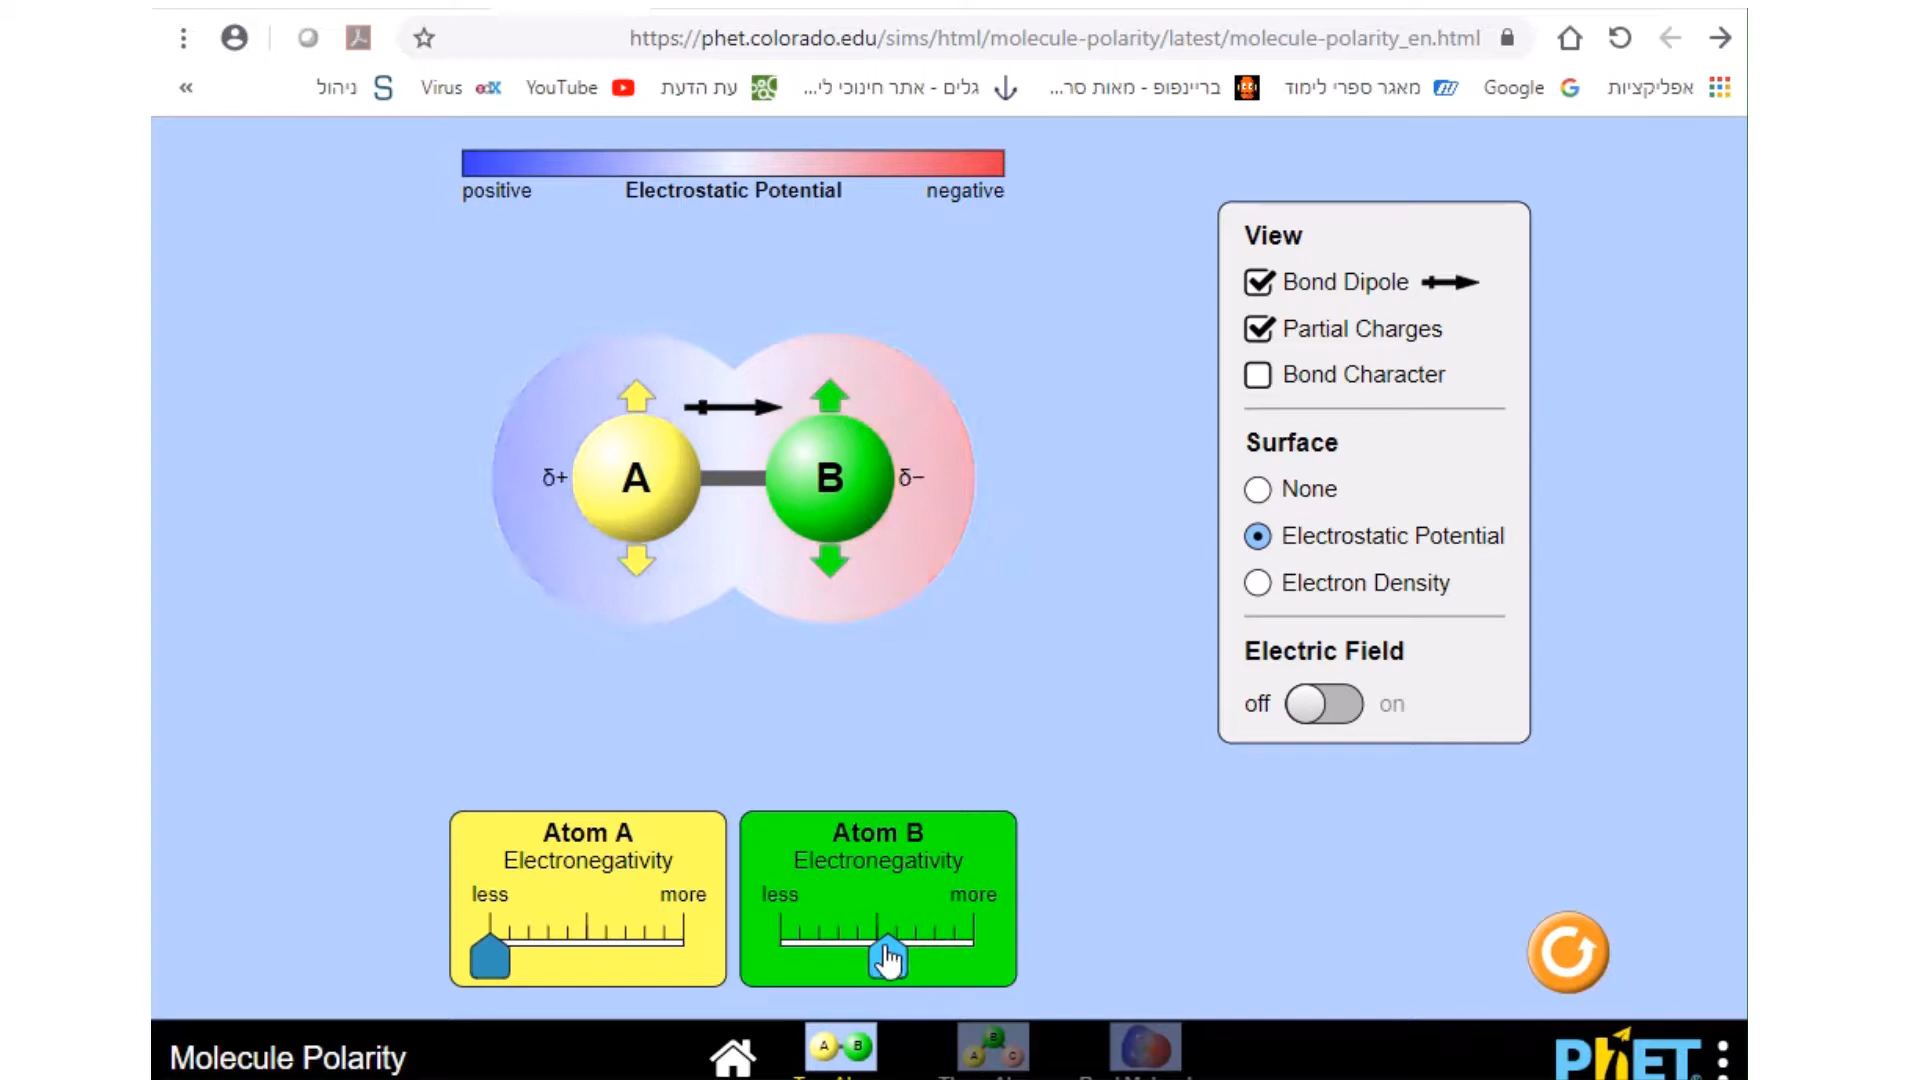 https://phet.colorado.edu/sims/html/molecule-polarity/latest/molecule-polarity_en.html
אפליקציות Google מאגר ספרי לימוד בריינפופ - מאות סר... גלים - אתר חינוכי לי... עת הדעת YouTube Virus ניהול «
positive Electrostatic Potential negative
View
Bond Dipole
Partial Charges
Bond Character
Surface
None
Electrostatic Potential
Electron Density
Electric Field
off on
δ+ A B δ−
Atom A
Electronegativity
less more
Atom B
Electronegativity
less more
Molecule Polarity
A B
B
A C
PhET